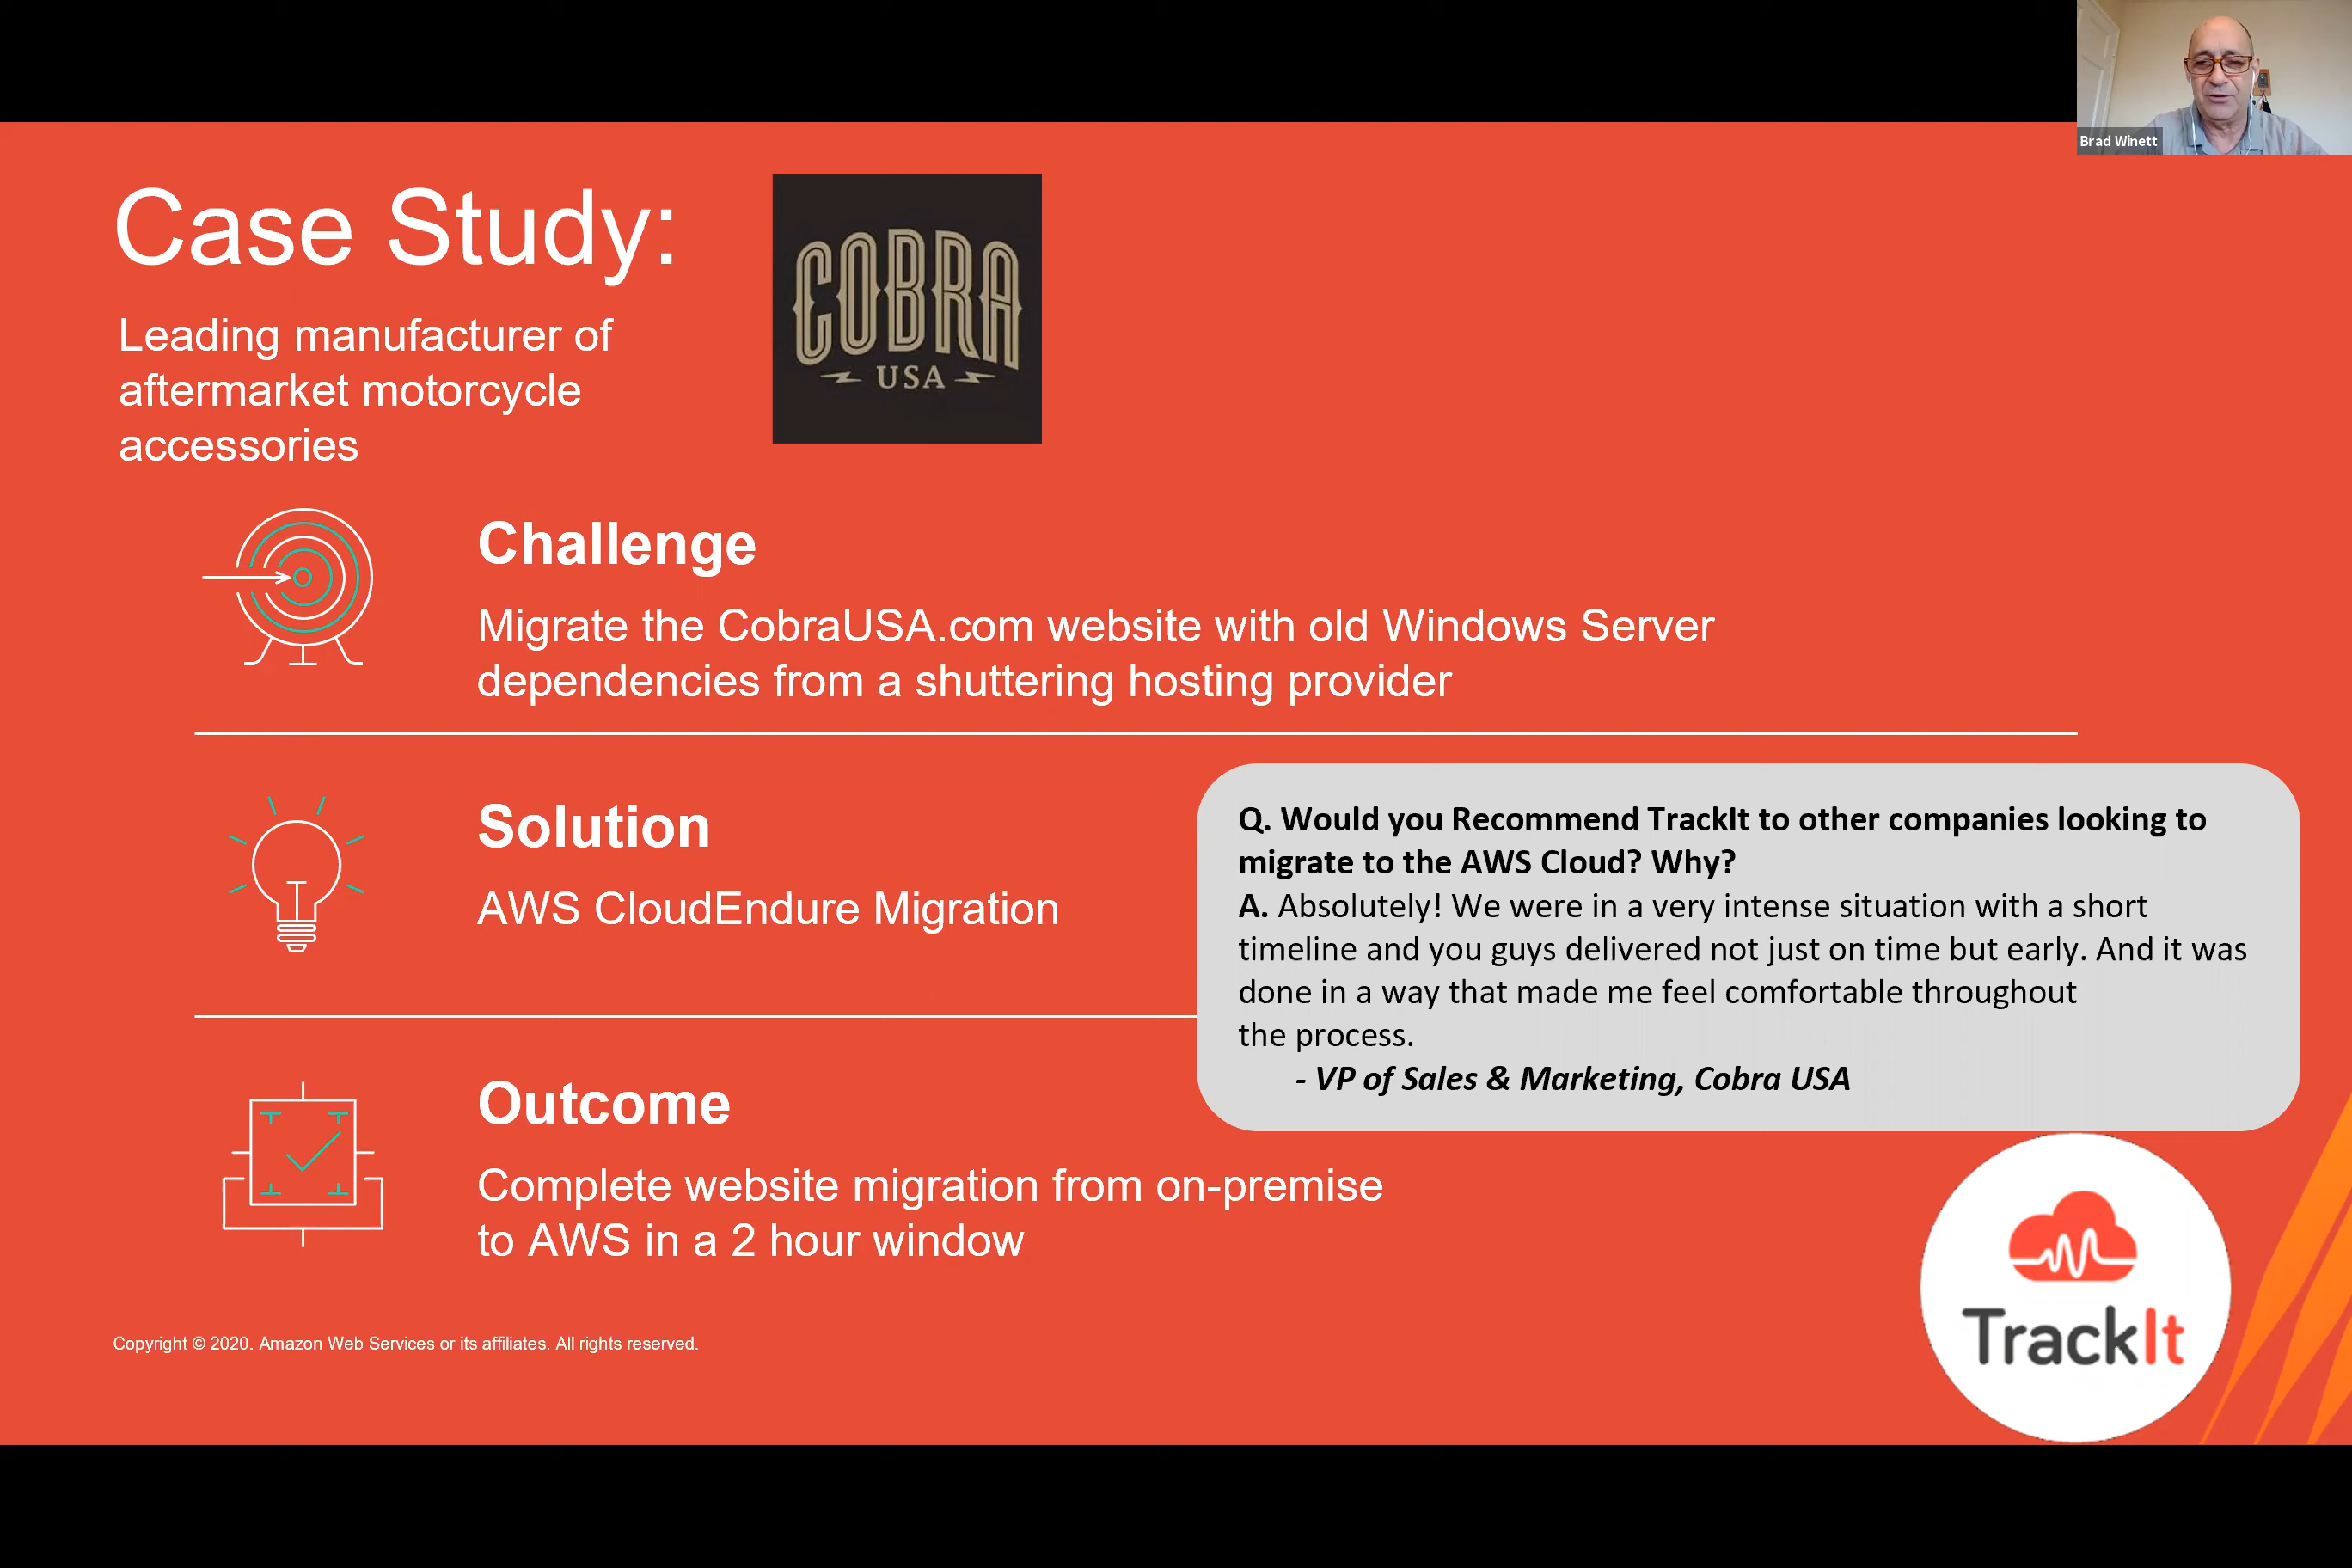 Brad Winett
Case Study:
COBRA
USA
Leading manufacturer of
aftermarket motorcycle
accessories
Challenge
Migrate the CobraUSA.com website with old Windows Server
dependencies from a shuttering hosting provider
Solution
AWS CloudEndure Migration
Q. Would you Recommend TrackIt to other companies looking to
migrate to the AWS Cloud? Why?
A. Absolutely! We were in a very intense situation with a short
timeline and you guys delivered not just on time but early. And it was
done in a way that made me feel comfortable throughout
the process.
- VP of Sales & Marketing, Cobra USA
Outcome
Complete website migration from on-premise
to AWS in a 2 hour window
TrackIt
Copyright © 2020. Amazon Web Services or its affiliates. All rights reserved.